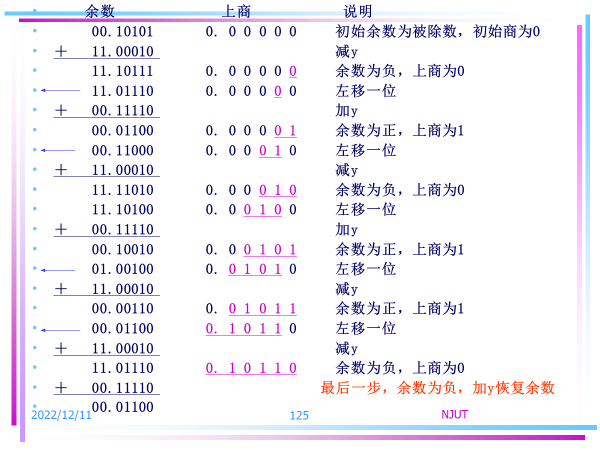 余数 上商 说明
00.10101 0. 0 0 0 0 0 初始余数为被除数，初始商为0
＋ 11.00010 减y
11.10111 0. 0 0 0 0 0 余数为负，上商为0
11.01110 0. 0 0 0 0 0 左移一位
＋ 00.11110 加y
00.01100 0. 0 0 0 0 1 余数为正，上商为1
00.11000 0. 0 0 0 1 0 左移一位
＋ 11.00010 减y
11.11010 0. 0 0 0 1 0 余数为负，上商为0
11.10100 0. 0 0 1 0 0 左移一位
＋ 00.11110 加y
00.10010 0. 0 0 1 0 1 余数为正，上商为1
01.00100 0. 0 1 0 1 0 左移一位
＋ 11.00010 减y
00.00110 0. 0 1 0 1 1 余数为正，上商为1
00.01100 0. 1 0 1 1 0 左移一位
＋ 11.00010 减y
11.01110 0. 1 0 1 1 0 余数为负，上商为0
＋ 00.11110 最后一步，余数为负，加y恢复余数
00.01100
2022/12/11 125 NJUT